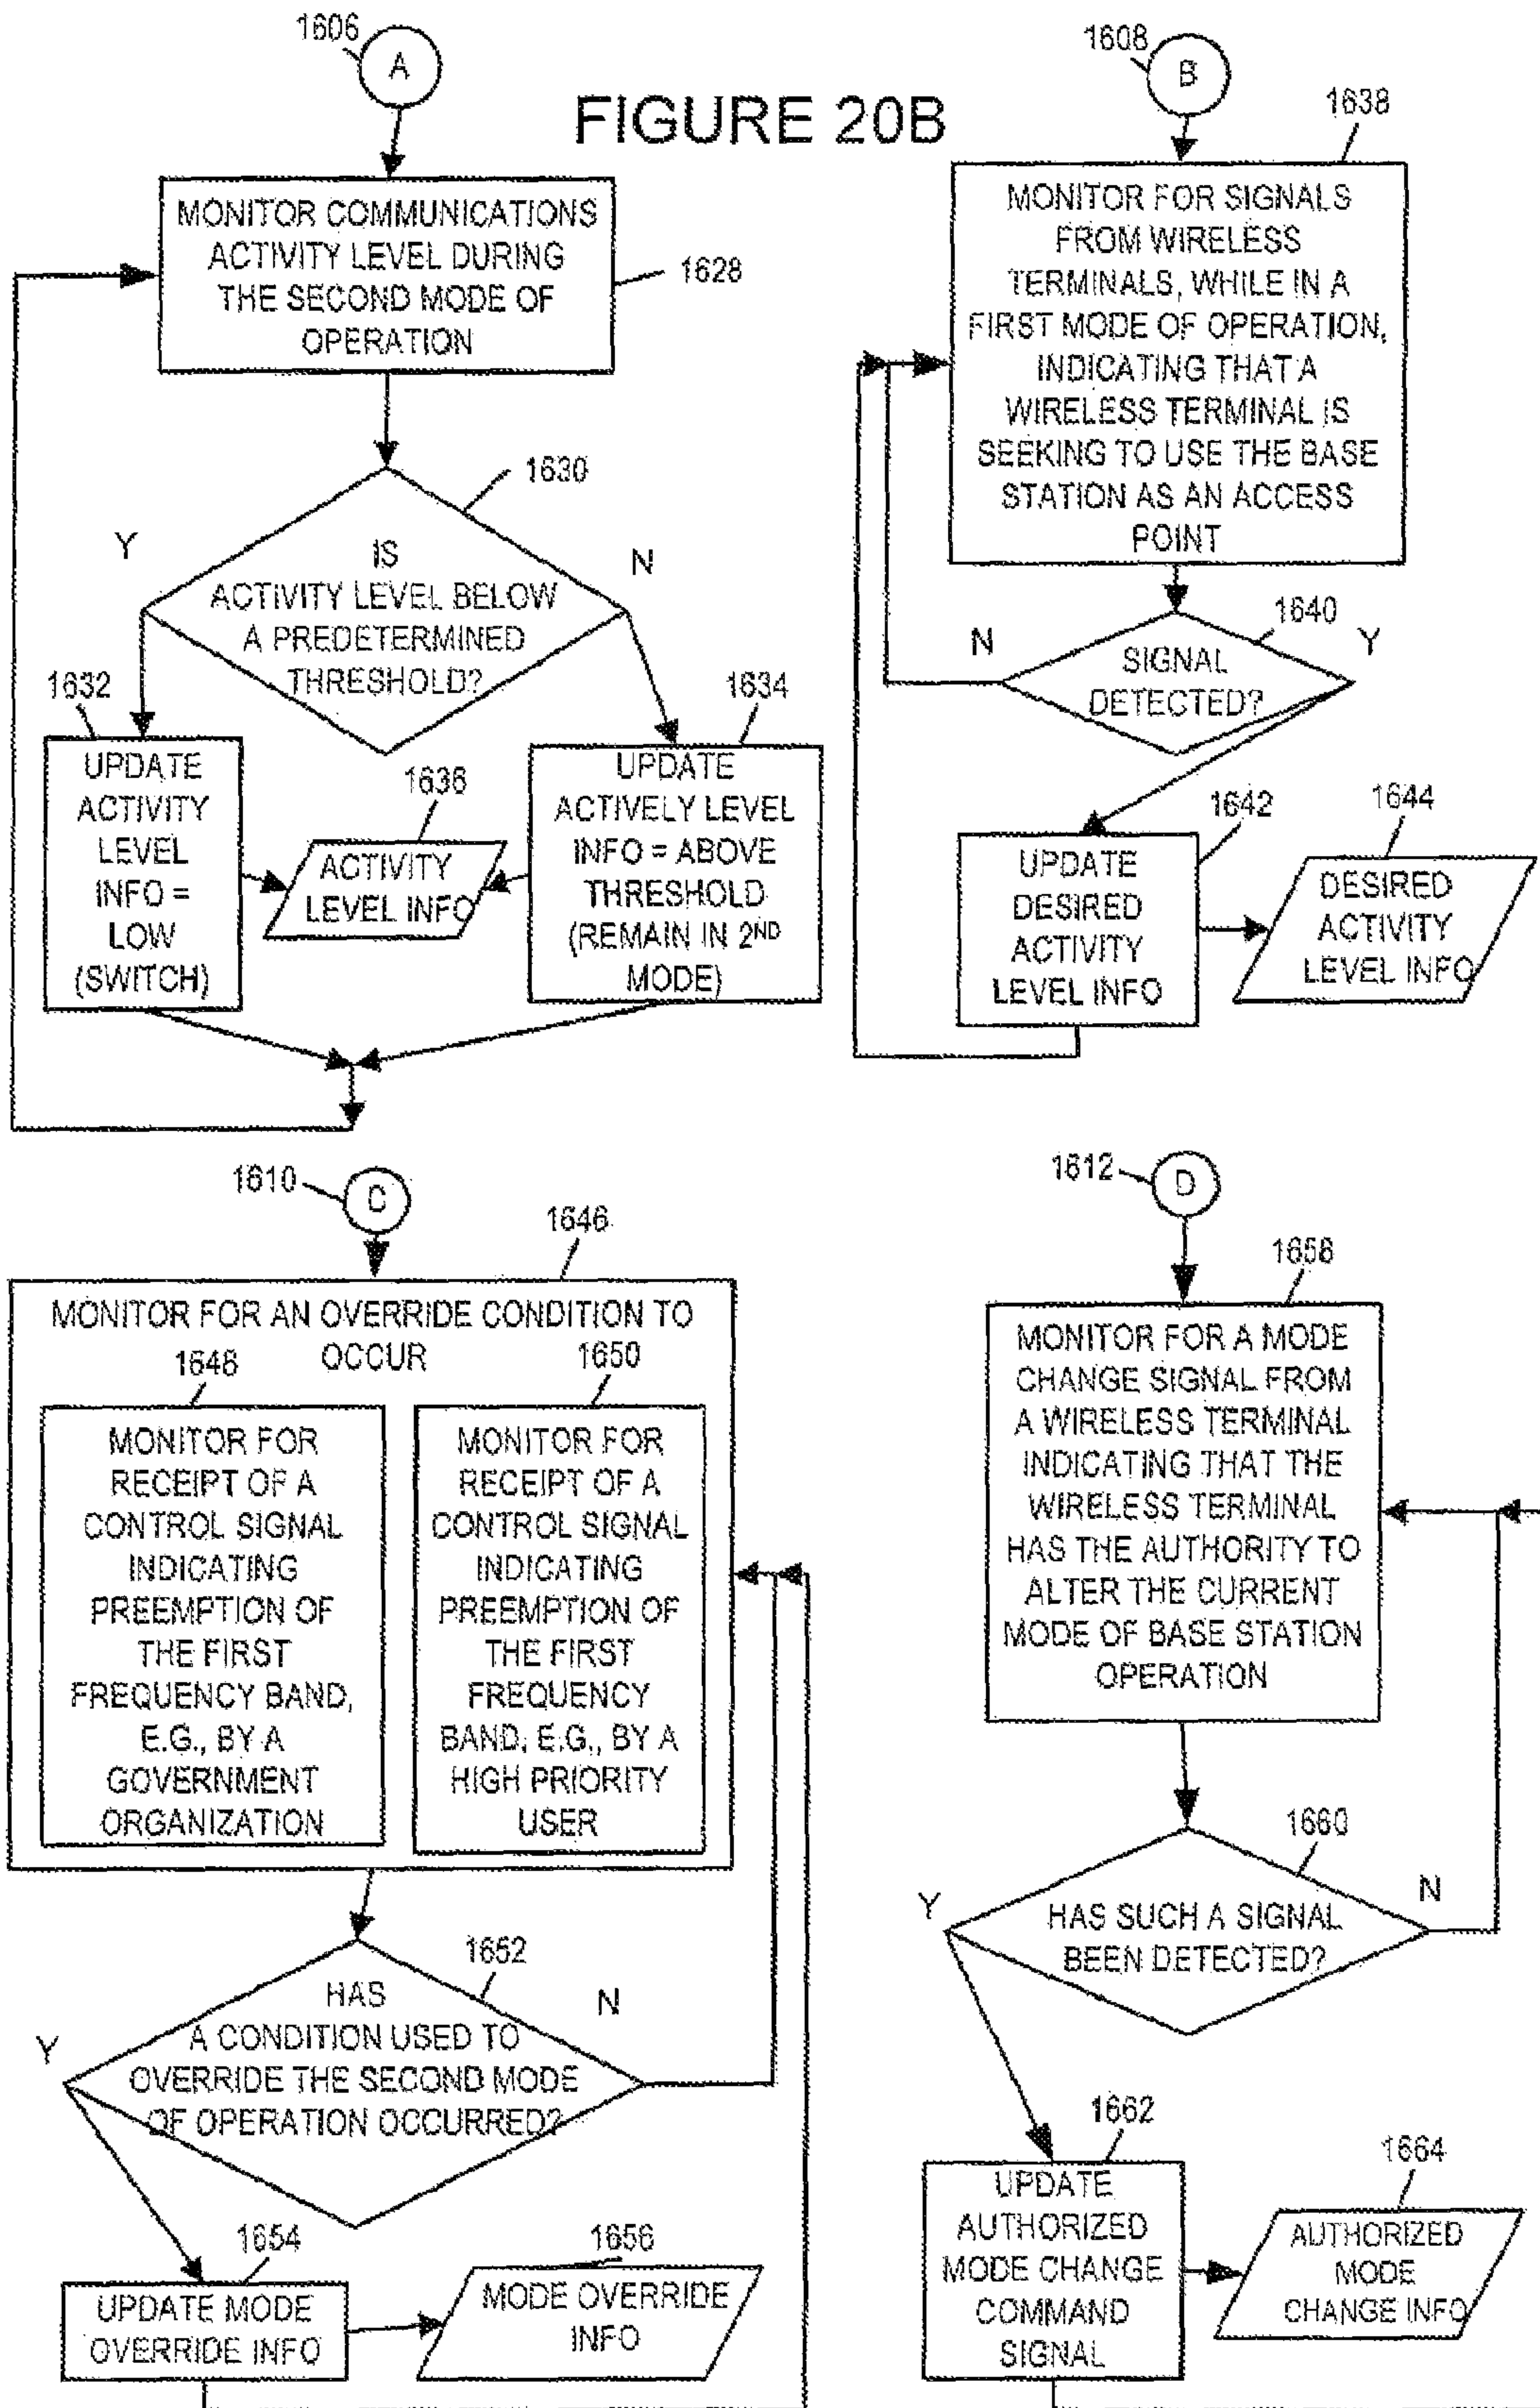 FIGURE 20B
1606
A
MONITOR COMMUNICATIONS
ACTIVITY LEVEL DURING
THE SECOND MODE OF
OPERATION
1628
1630
Y
N
IS
ACTIVITY LEVEL BELOW
A PREDETERMINED
THRESHOLD?
1632
UPDATE
ACTIVITY
LEVEL
INFO =
LOW
(SWITCH)
1636
ACTIVITY
LEVEL INFO
1634
UPDATE
ACTIVELY LEVEL
INFO = ABOVE
THRESHOLD
(REMAIN IN 2ND
MODE)
1608
B
1638
MONITOR FOR SIGNALS
FROM WIRELESS
TERMINALS, WHILE IN A
FIRST MODE OF OPERATION,
INDICATING THAT A
WIRELESS TERMINAL IS
SEEKING TO USE THE BASE
STATION AS AN ACCESS
POINT
1640
N
Y
SIGNAL
DETECTED?
1642
UPDATE
DESIRED
ACTIVITY
LEVEL INFO
1644
DESIRED
ACTIVITY
LEVEL INFO
1610
C
1646
MONITOR FOR AN OVERRIDE CONDITION TO
OCCUR
1648
MONITOR FOR
RECEIPT OF A
CONTROL SIGNAL
INDICATING
PREEMPTION OF
THE FIRST
FREQUENCY BAND,
E.G., BY A
GOVERNMENT
ORGANIZATION
1650
MONITOR FOR
RECEIPT OF A
CONTROL SIGNAL
INDICATING
PREEMPTION OF
THE FIRST
FREQUENCY
BAND, E.G., BY A
HIGH PRIORITY
USER
1652
Y
N
HAS
A CONDITION USED TO
OVERRIDE THE SECOND MODE
OF OPERATION OCCURRED?
1654
UPDATE MODE
OVERRIDE INFO
1656
MODE OVERRIDE
INFO
1612
D
1658
MONITOR FOR A MODE
CHANGE SIGNAL FROM
A WIRELESS TERMINAL
INDICATING THAT THE
WIRELESS TERMINAL
HAS THE AUTHORITY TO
ALTER THE CURRENT
MODE OF BASE STATION
OPERATION
1660
Y
N
HAS SUCH A SIGNAL
BEEN DETECTED?
1662
UPDATE
AUTHORIZED
MODE CHANGE
COMMAND
SIGNAL
1664
AUTHORIZED
MODE
CHANGE INFO